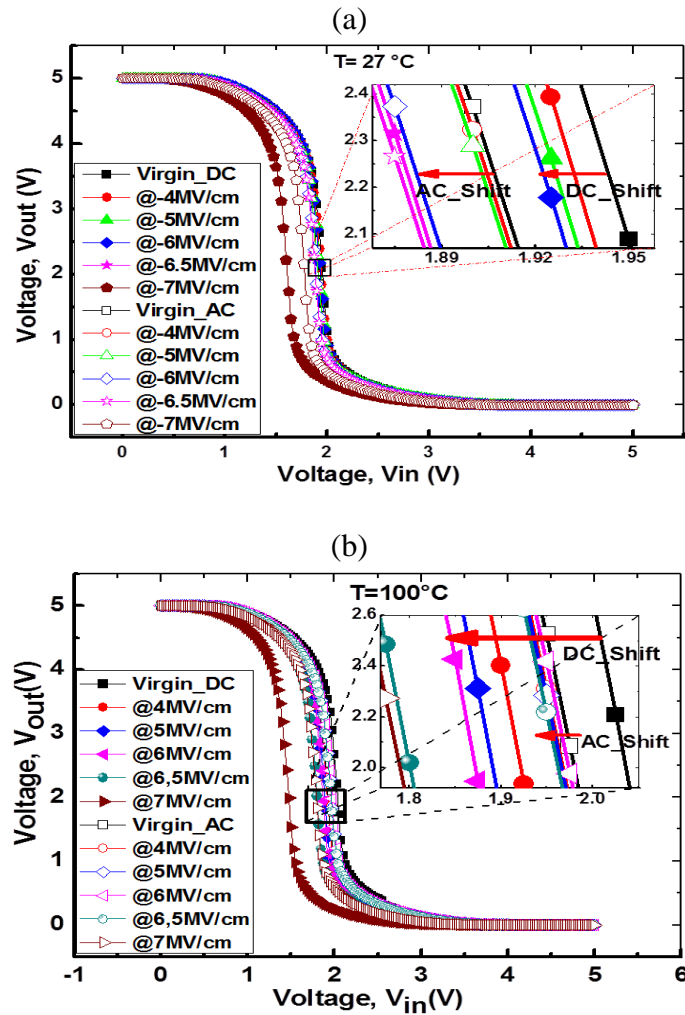 (a)
T= 27 °C
Voltage, Vout (V)
5
4
3
2
1
0
Virgin_DC
@-4MV/cm
@-5MV/cm
@-6MV/cm
@-6.5MV/cm
@-7MV/cm
Virgin_AC
@-4MV/cm
@-5MV/cm
@-6MV/cm
@-6.5MV/cm
@-7MV/cm
2.4
2.3
2.2
2.1
AC_Shift
DC_Shift
1.89
1.92
1.95
0
1
2
3
4
5
Voltage, Vin (V)
(b)
T=100°C
Voltage, Vout(V)
5
4
3
2
1
0
Virgin_DC
@4MV/cm
@5MV/cm
@6MV/cm
@6,5MV/cm
@7MV/cm
Virgin_AC
@4MV/cm
@5MV/cm
@6MV/cm
@6,5MV/cm
@7MV/cm
2.6
2.4
2.2
2.0
DC_Shift
AC_Shift
1.8
1.9
2.0
-1
0
1
2
3
4
5
6
Voltage, Vin(V)